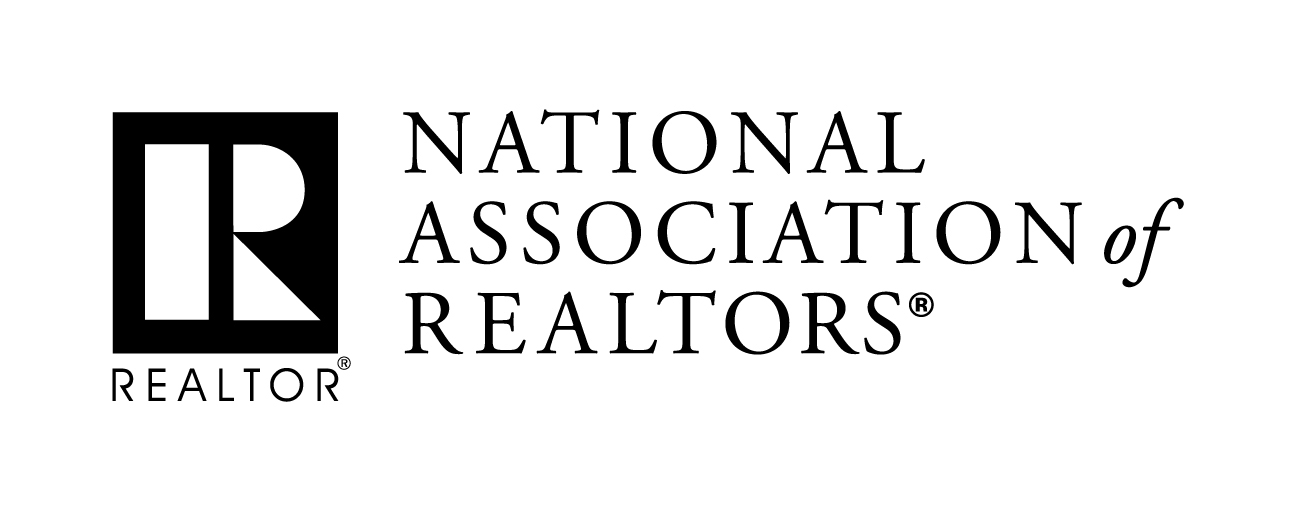 R
REALTOR®
NATIONAL
ASSOCIATION of
REALTORS®